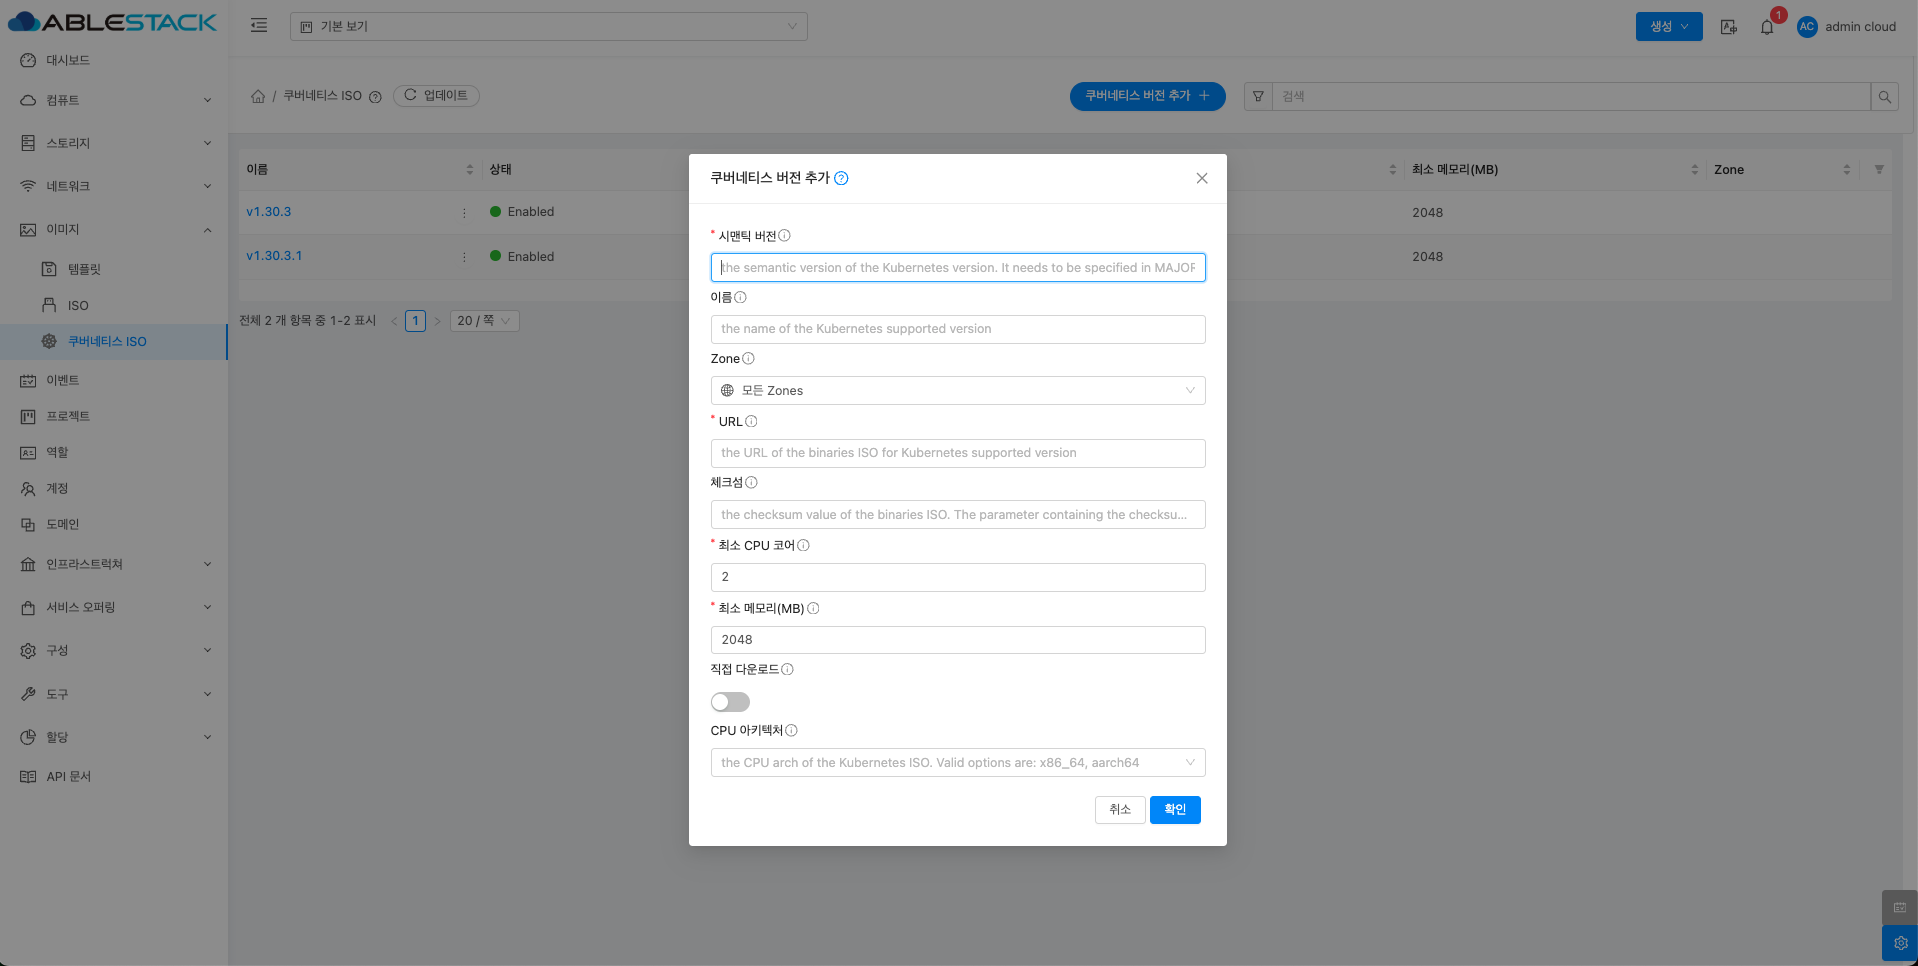 ABLESTACK
기본 보기
생성
1
AC
admin cloud
대시보드
컴퓨트
스토리지
네트워크
이미지
템플릿
ISO
쿠버네티스 ISO
이벤트
프로젝트
역할
계정
도메인
인프라스트럭쳐
서비스 오퍼링
구성
도구
할당
API 문서
/ 쿠버네티스 ISO
업데이트
쿠버네티스 버전 추가
검색
이름
상태
최소 메모리(MB)
Zone
v1.30.3
Enabled
2048
v1.30.3.1
Enabled
2048
전체 2 개 항목 중 1-2 표시
1
20 / 쪽
쿠버네티스 버전 추가
* 시맨틱 버전
the semantic version of the Kubernetes version. It needs to be specified in MAJOR
이름
the name of the Kubernetes supported version
Zone
모든 Zones
* URL
the URL of the binaries ISO for Kubernetes supported version
체크섬
the checksum value of the binaries ISO. The parameter containing the checksu...
* 최소 CPU 코어
2
* 최소 메모리(MB)
2048
직접 다운로드
CPU 아키텍처
the CPU arch of the Kubernetes ISO. Valid options are: x86_64, aarch64
취소
확인